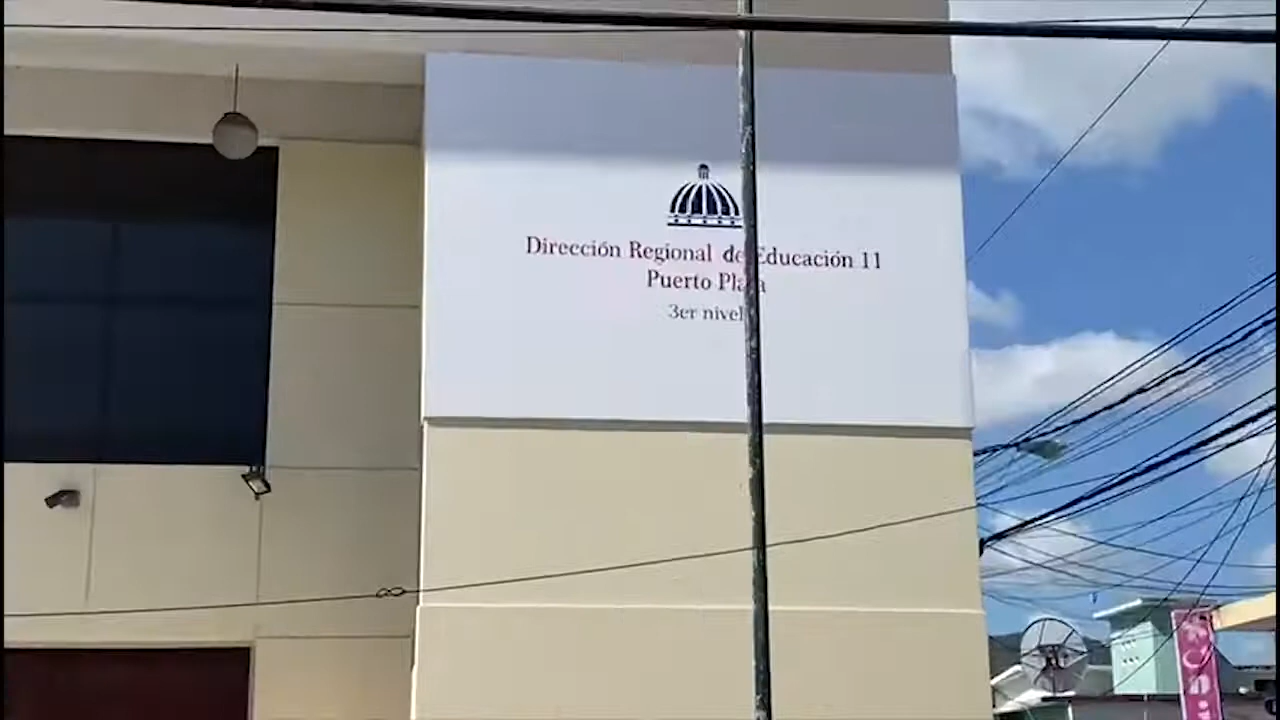 Dirección Regional de Educación 11
Puerto Plata
3er nivel